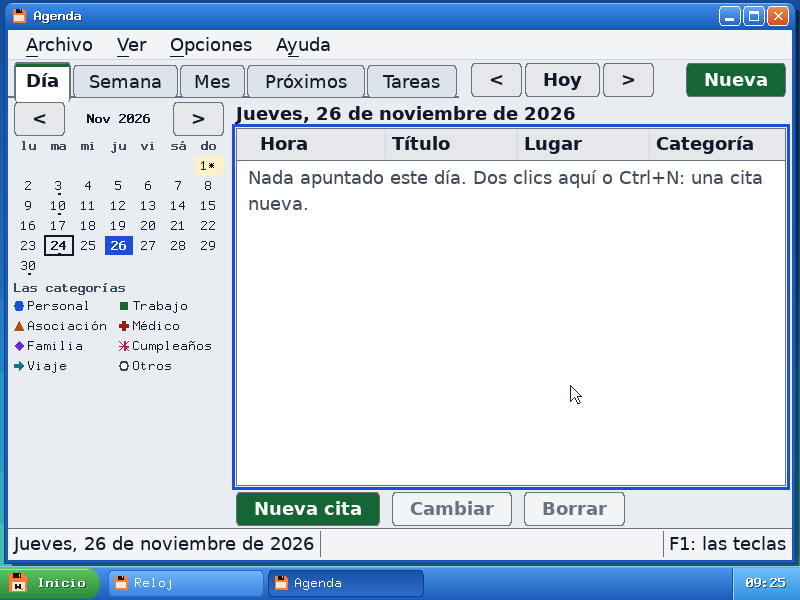 Agenda
Archivo Ver Opciones Ayuda
Día Semana Mes Próximos Tareas < Hoy > Nueva
< Nov 2026 >
Jueves, 26 de noviembre de 2026
lu ma mi ju vi sá do
1*
2 3 4 5 6 7 8
9 10 11 12 13 14 15
16 17 18 19 20 21 22
23 24 25 26 27 28 29
30
Las categorías
Personal Trabajo
Asociación Médico
Familia Cumpleaños
Viaje Otros
Hora Título Lugar Categoría
Nada apuntado este día. Dos clics aquí o Ctrl+N: una cita
nueva.
Nueva cita Cambiar Borrar
Jueves, 26 de noviembre de 2026 F1: las teclas
Inicio Reloj Agenda 09:25